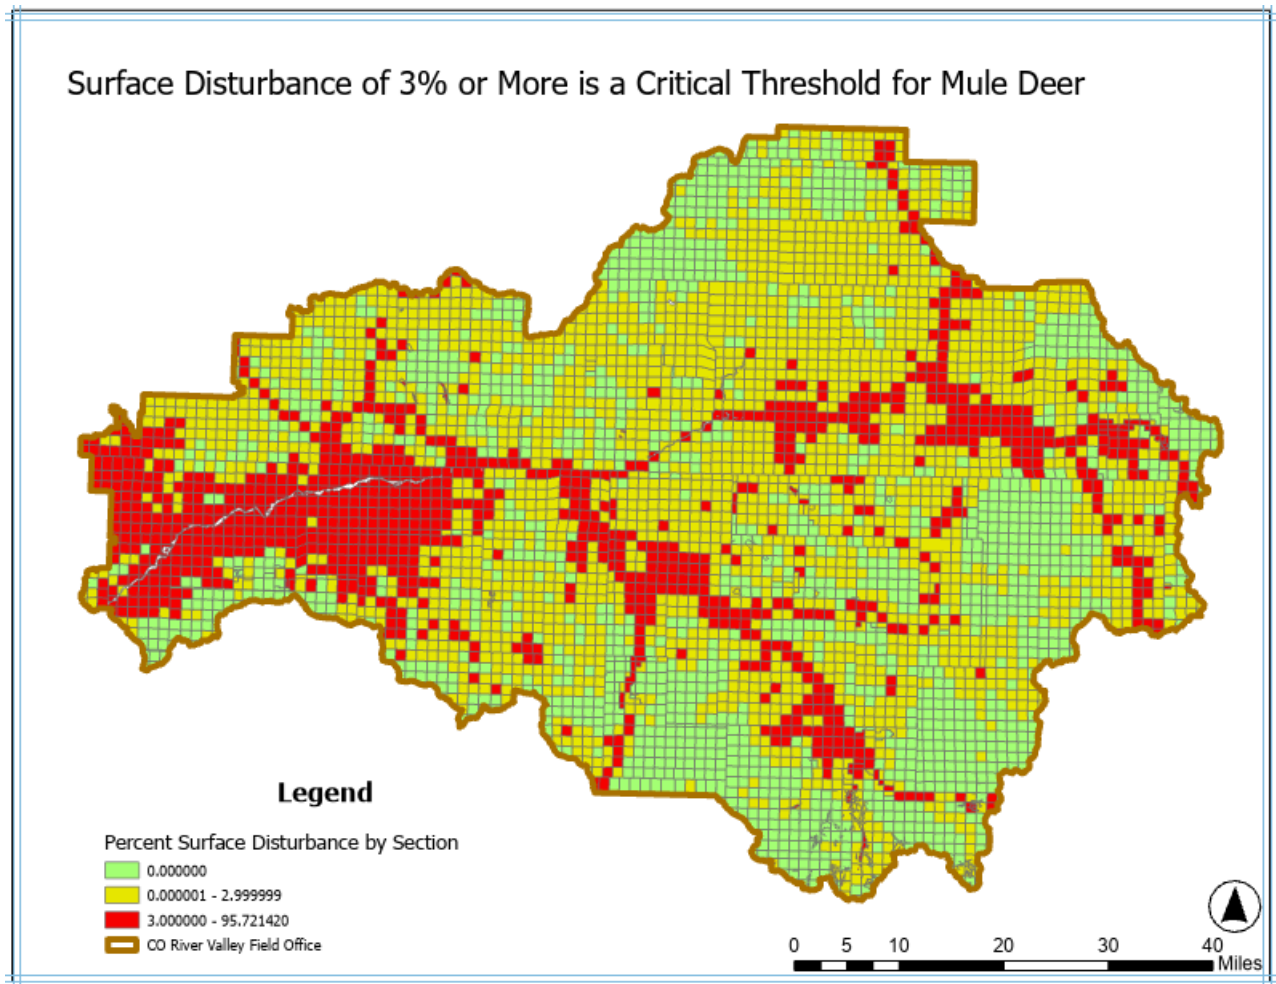 Surface Disturbance of 3% or More is a Critical Threshold for Mule Deer
Legend
Percent Surface Disturbance by Section
0.000000
0.000001 - 2.999999
3.000000 - 95.721420
CO River Valley Field Office
0 5 10 20 30 40
Miles